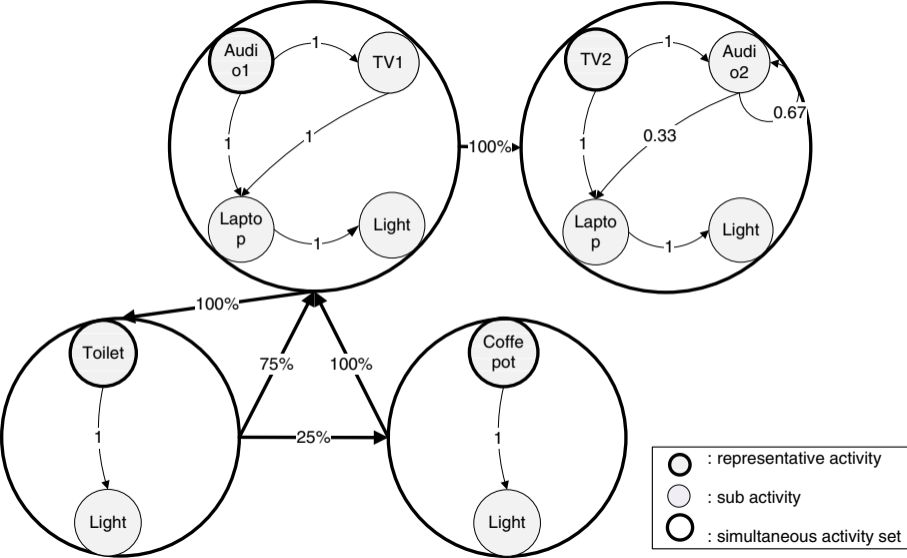 Audi
o1
1
TV1
1
1
Lapto
p
1
Light
100%
TV2
1
Audi
o2
0.67
1
0.33
Lapto
p
1
Light
100%
75%
100%
25%
Toilet
1
Light
Coffe
pot
1
Light
: representative activity
: sub activity
: simultaneous activity set